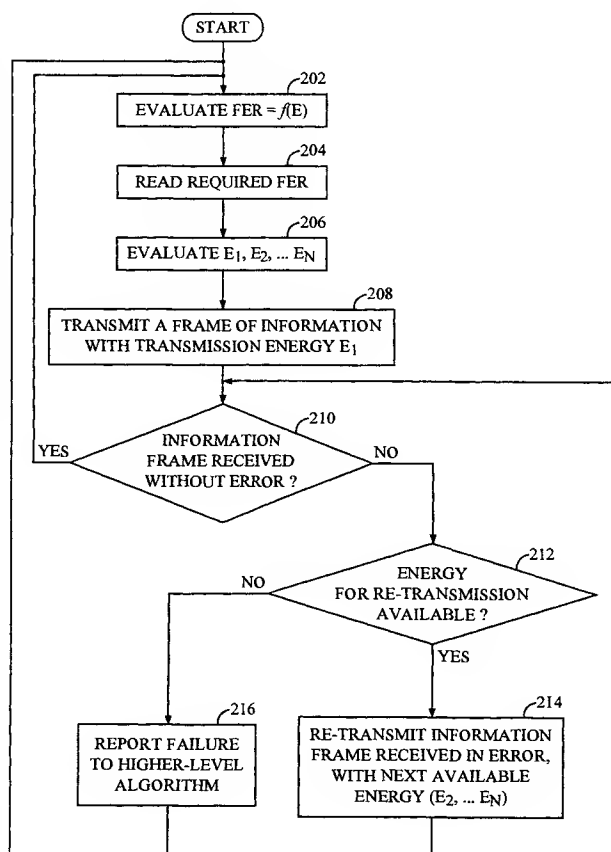 START
202
EVALUATE FER = f(E)
204
READ REQUIRED FER
206
EVALUATE E1, E2, ... EN
208
TRANSMIT A FRAME OF INFORMATION
WITH TRANSMISSION ENERGY E1
210
INFORMATION
FRAME RECEIVED
WITHOUT ERROR ?
YES
NO
212
ENERGY
FOR RE-TRANSMISSION
AVAILABLE ?
NO
YES
216
REPORT FAILURE
TO HIGHER-LEVEL
ALGORITHM
214
RE-TRANSMIT INFORMATION
FRAME RECEIVED IN ERROR,
WITH NEXT AVAILABLE
ENERGY (E2, ... EN)